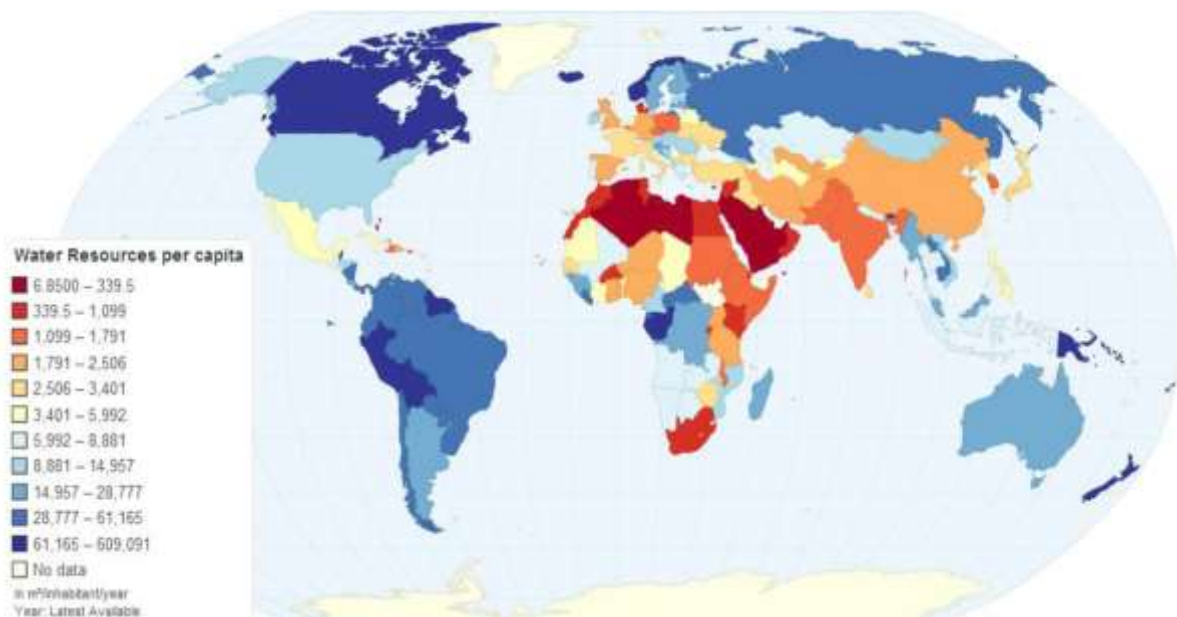 Water Resources per capita
6.8500 – 339.5
339.5 – 1,099
1,099 – 1,791
1,791 – 2,506
2,506 – 3,401
3,401 – 5,992
5,992 – 8,881
8,881 – 14,957
14,957 – 28,777
28,777 – 61,165
61,165 – 609,091
No data
In m³/inhabitant/year
Year: Latest Available